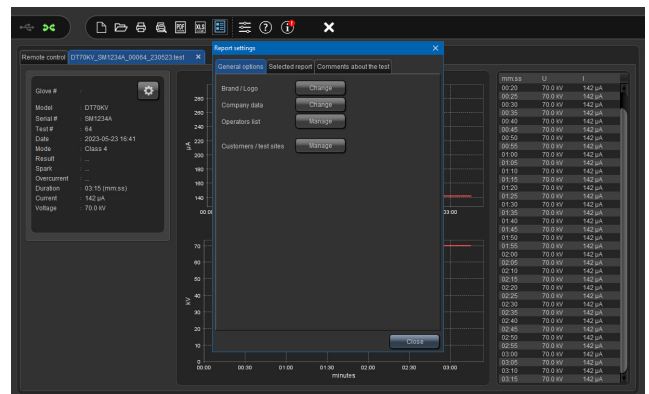 PDF XLS
Remote control DT70KV_SM1234A_00064_230523.test ×
Report settings ×
General options Selected report Comments about the test
Brand / Logo Change
Company data Change
Operators list Manage
Customers / test sites Manage
Close
Glove # :
Model : DT70KV
Serial # : SM1234A
Test # : 64
Date : 2023-05-23 16:41
Mode : Class 4
Result : ...
Spark : ...
Overcurrent : ...
Duration : 03:15 (mm:ss)
Current : 142 µA
Voltage : 70.0 kV
280
260
240
220
200
180
160
140
µA
00:00
03:00
70
60
50
40
30
20
10
0
kV
00:00 00:30 01:00 01:30 02:00 02:30 03:00
minutes
mm:ss U I
00:20 70.0 kV 142 µA
00:25 70.0 kV 142 µA
00:30 70.0 kV 142 µA
00:35 70.0 kV 142 µA
00:40 70.0 kV 142 µA
00:45 70.0 kV 142 µA
00:50 70.0 kV 142 µA
00:55 70.0 kV 142 µA
01:00 70.0 kV 142 µA
01:05 70.0 kV 142 µA
01:10 70.0 kV 142 µA
01:15 70.0 kV 142 µA
01:20 70.0 kV 142 µA
01:25 70.0 kV 142 µA
01:30 70.0 kV 142 µA
01:35 70.0 kV 142 µA
01:40 70.0 kV 142 µA
01:45 70.0 kV 142 µA
01:50 70.0 kV 142 µA
01:55 70.0 kV 142 µA
02:00 70.0 kV 142 µA
02:05 70.0 kV 142 µA
02:10 70.0 kV 142 µA
02:15 70.0 kV 142 µA
02:20 70.0 kV 142 µA
02:25 70.0 kV 142 µA
02:30 70.0 kV 142 µA
02:35 70.0 kV 142 µA
02:40 70.0 kV 142 µA
02:45 70.0 kV 142 µA
02:50 70.0 kV 142 µA
02:55 70.0 kV 142 µA
03:00 70.0 kV 142 µA
03:05 70.0 kV 142 µA
03:10 70.0 kV 142 µA
03:15 70.0 kV 142 µA